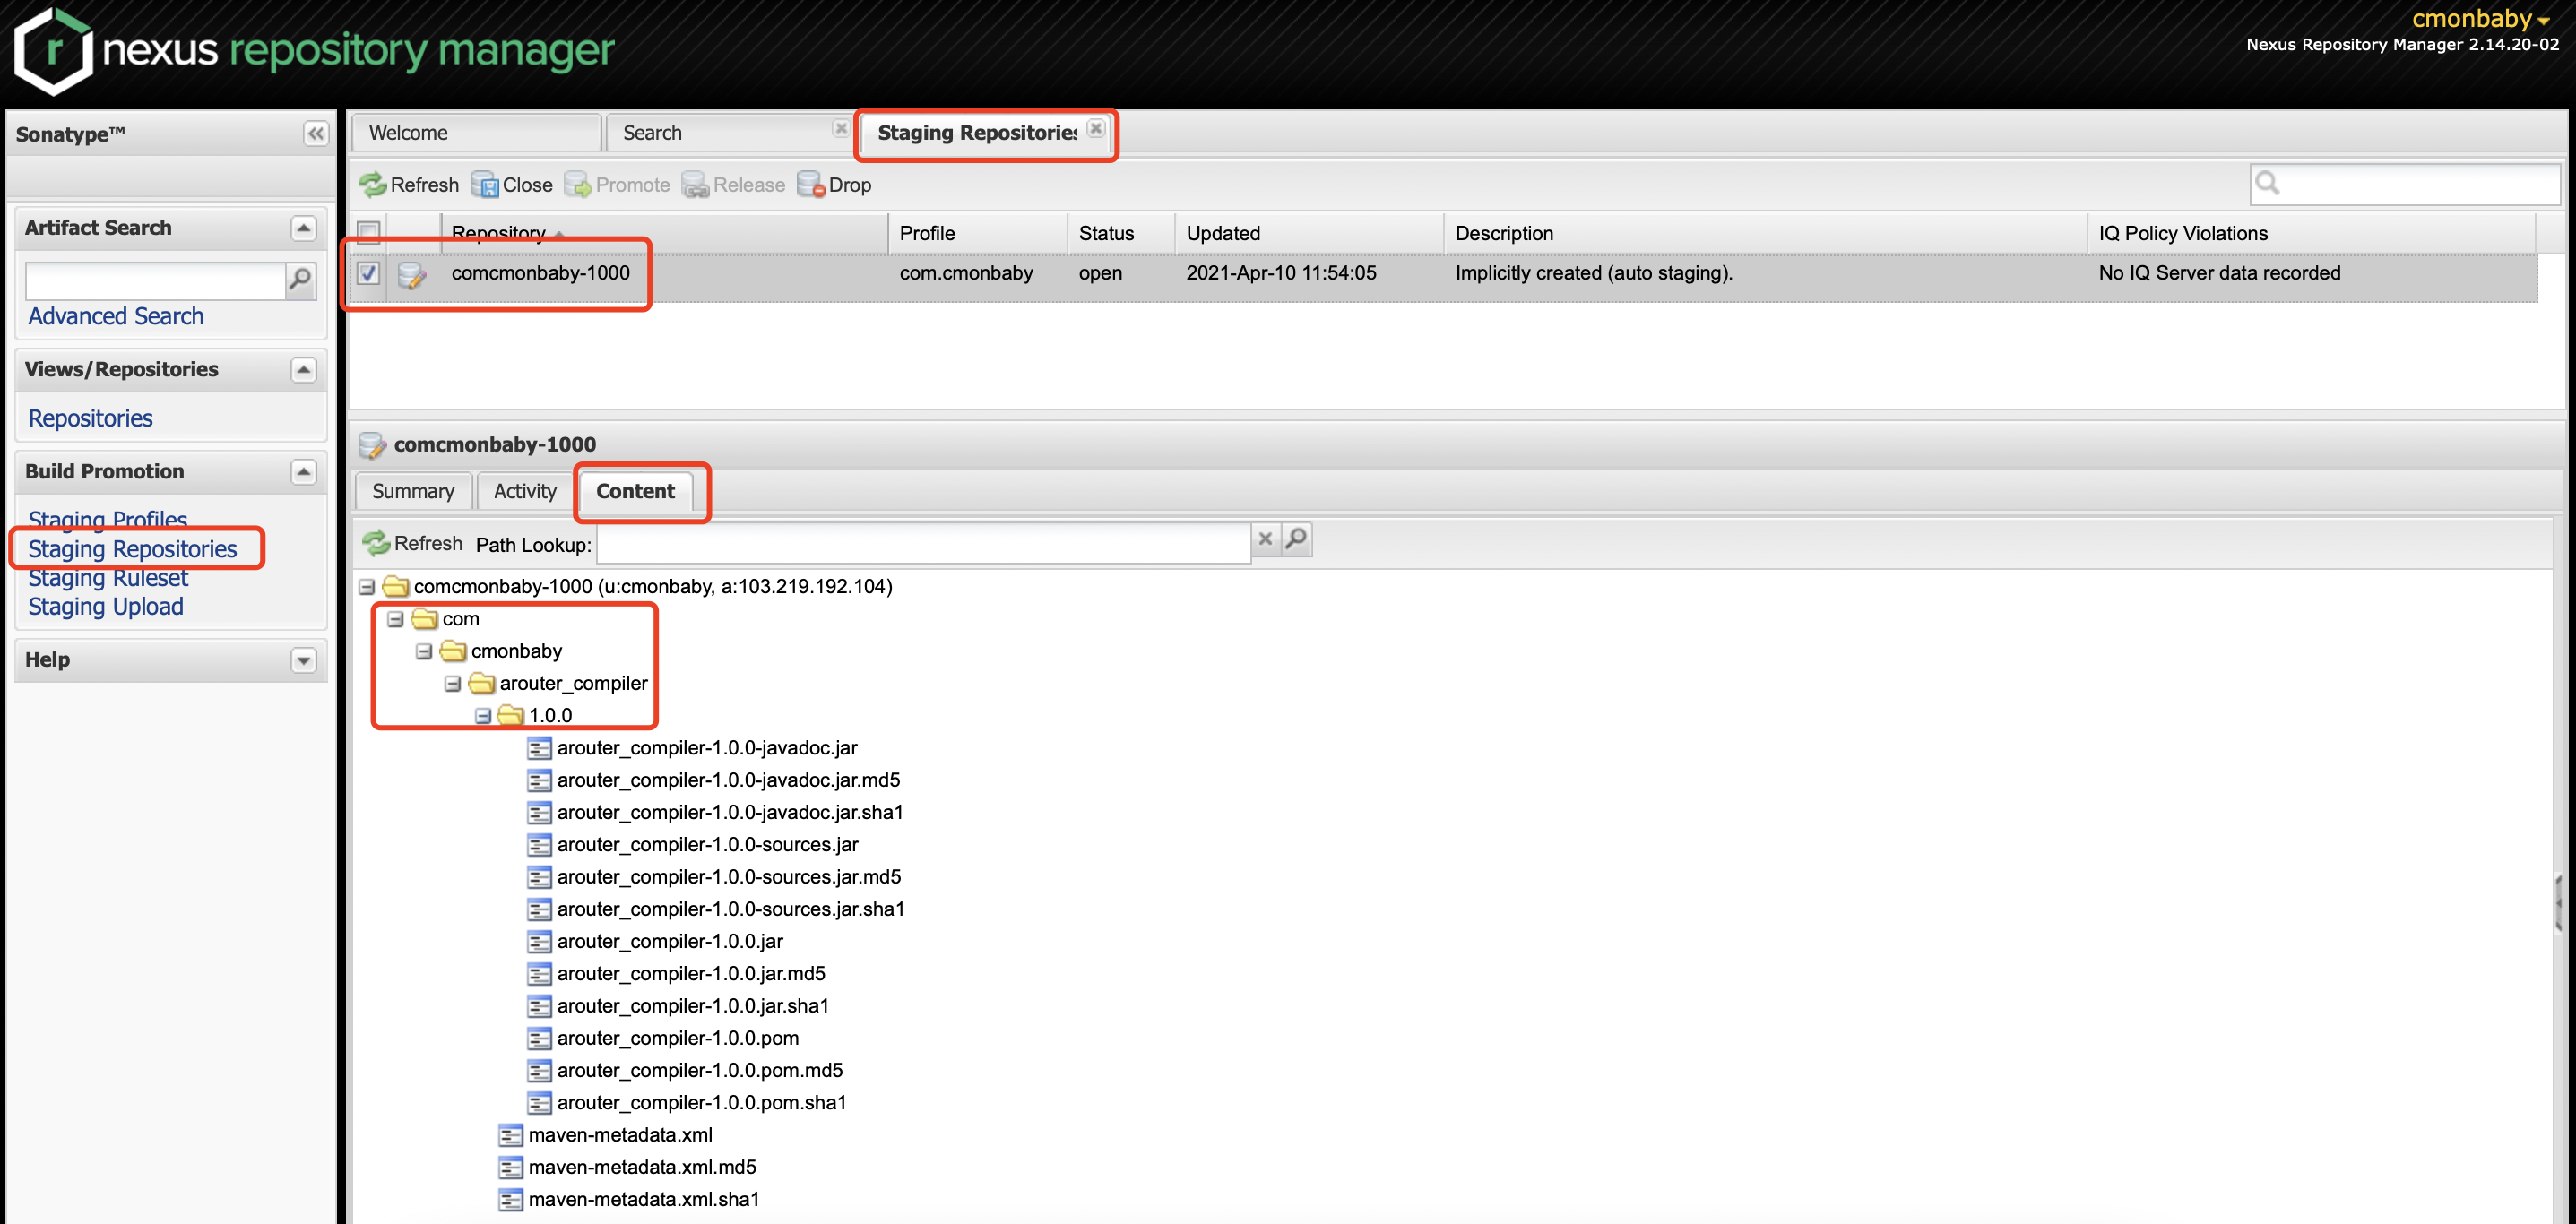 nexus repository manager
cmonbaby
Nexus Repository Manager 2.14.20-02
Sonatype™
Artifact Search
Advanced Search
Views/Repositories
Repositories
Build Promotion
Staging Profiles
Staging Repositories
Staging Ruleset
Staging Upload
Help
Welcome Search Staging Repositories
Refresh Close Promote Release Drop
Repository Profile Status Updated Description IQ Policy Violations
comcmonbaby-1000 com.cmonbaby open 2021-Apr-10 11:54:05 Implicitly created (auto staging). No IQ Server data recorded
comcmonbaby-1000
Summary Activity Content
Refresh Path Lookup:
comcmonbaby-1000 (u:cmonbaby, a:103.219.192.104)
com
cmonbaby
arouter_compiler
1.0.0
arouter_compiler-1.0.0-javadoc.jar
arouter_compiler-1.0.0-javadoc.jar.md5
arouter_compiler-1.0.0-javadoc.jar.sha1
arouter_compiler-1.0.0-sources.jar
arouter_compiler-1.0.0-sources.jar.md5
arouter_compiler-1.0.0-sources.jar.sha1
arouter_compiler-1.0.0.jar
arouter_compiler-1.0.0.jar.md5
arouter_compiler-1.0.0.jar.sha1
arouter_compiler-1.0.0.pom
arouter_compiler-1.0.0.pom.md5
arouter_compiler-1.0.0.pom.sha1
maven-metadata.xml
maven-metadata.xml.md5
maven-metadata.xml.sha1